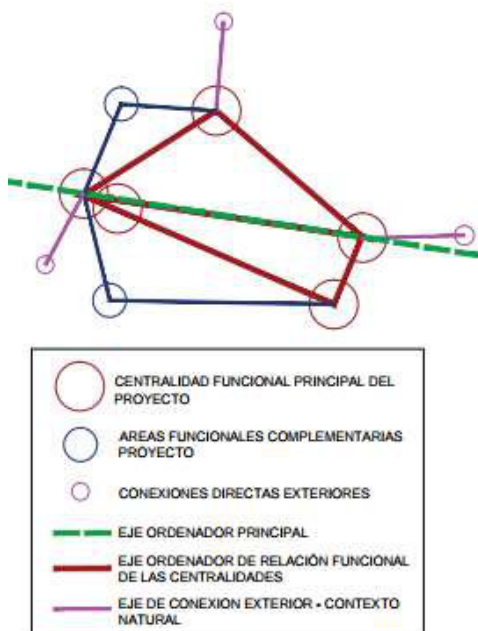 CENTRALIDAD FUNCIONAL PRINCIPAL DEL
PROYECTO
AREAS FUNCIONALES COMPLEMENTARIAS
PROYECTO
CONEXIONES DIRECTAS EXTERIORES
EJE ORDENADOR PRINCIPAL
EJE ORDENADOR DE RELACIÓN FUNCIONAL
DE LAS CENTRALIDADES
EJE DE CONEXION EXTERIOR - CONTEXTO
NATURAL